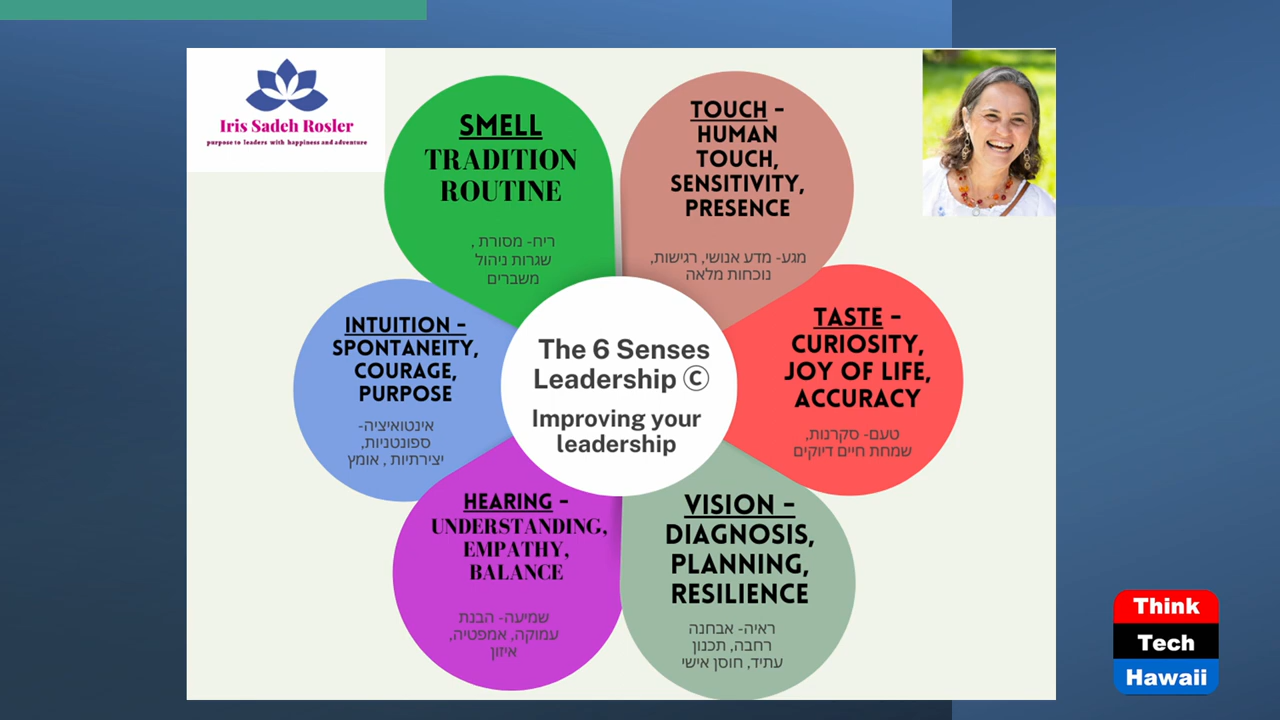 Iris Sadeh Rosler
purpose to leaders with happiness and adventure
SMELL
TRADITION
ROUTINE
ריח- מסורת ,
שגרות ניהול
משברים
TOUCH -
HUMAN
TOUCH,
SENSITIVITY,
PRESENCE
מגע- מדע אנושי, רגישות,
נוכחות מלאה
INTUITION -
SPONTANEITY,
COURAGE,
PURPOSE
אינטואיציה-
ספונטניות,
יצירתיות , אומץ
The 6 Senses
Leadership ©
Improving your
leadership
TASTE -
CURIOSITY,
JOY OF LIFE,
ACCURACY
טעם- סקרנות,
שמחת חיים דיוקים
HEARING -
UNDERSTANDING,
EMPATHY,
BALANCE
שמיעה- הבנת
עמוקה, אמפטיה,
איזון
VISION -
DIAGNOSIS,
PLANNING,
RESILIENCE
ראיה- אבחנה
רחבה, תכנון
עתיד, חוסן אישי
Think
Tech
Hawaii